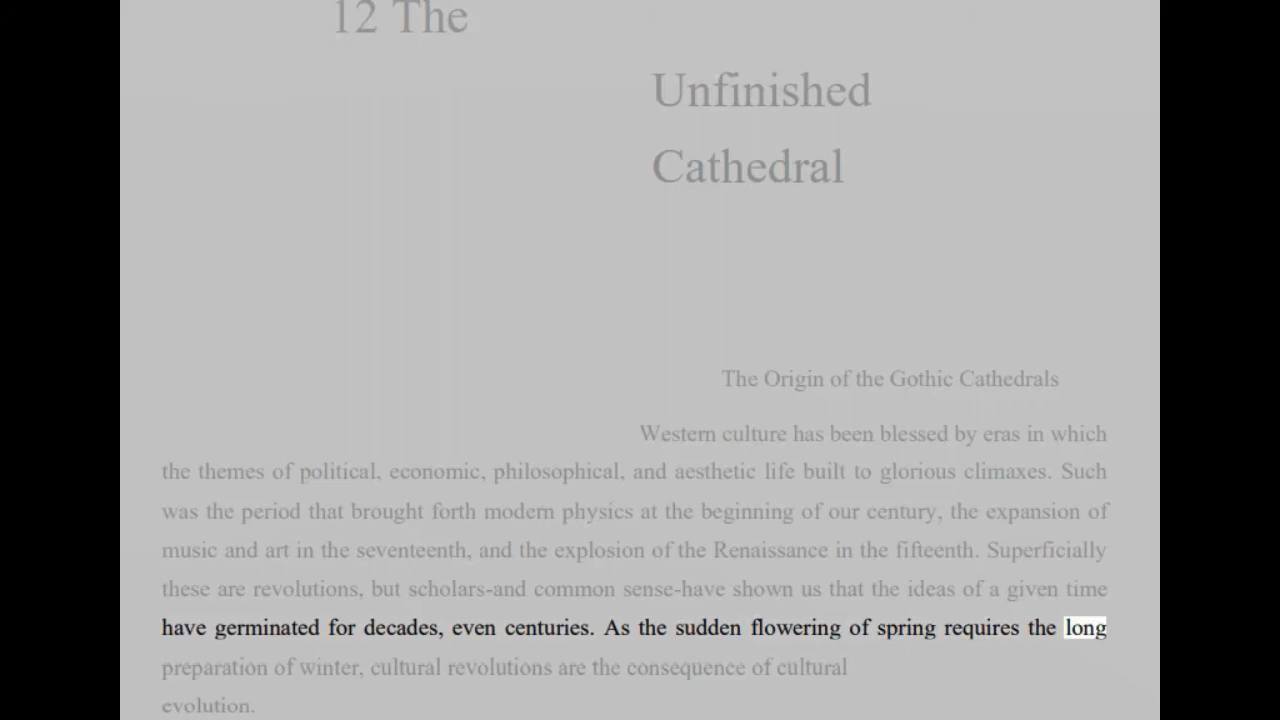 12 The
Unfinished
Cathedral
The Origin of the Gothic Cathedrals
Western culture has been blessed by eras in which
the themes of political, economic, philosophical, and aesthetic life built to glorious climaxes. Such
was the period that brought forth modern physics at the beginning of our century, the expansion of
music and art in the seventeenth, and the explosion of the Renaissance in the fifteenth. Superficially
these are revolutions, but scholars-and common sense-have shown us that the ideas of a given time
have germinated for decades, even centuries. As the sudden flowering of spring requires the long
preparation of winter, cultural revolutions are the consequence of cultural
evolution.